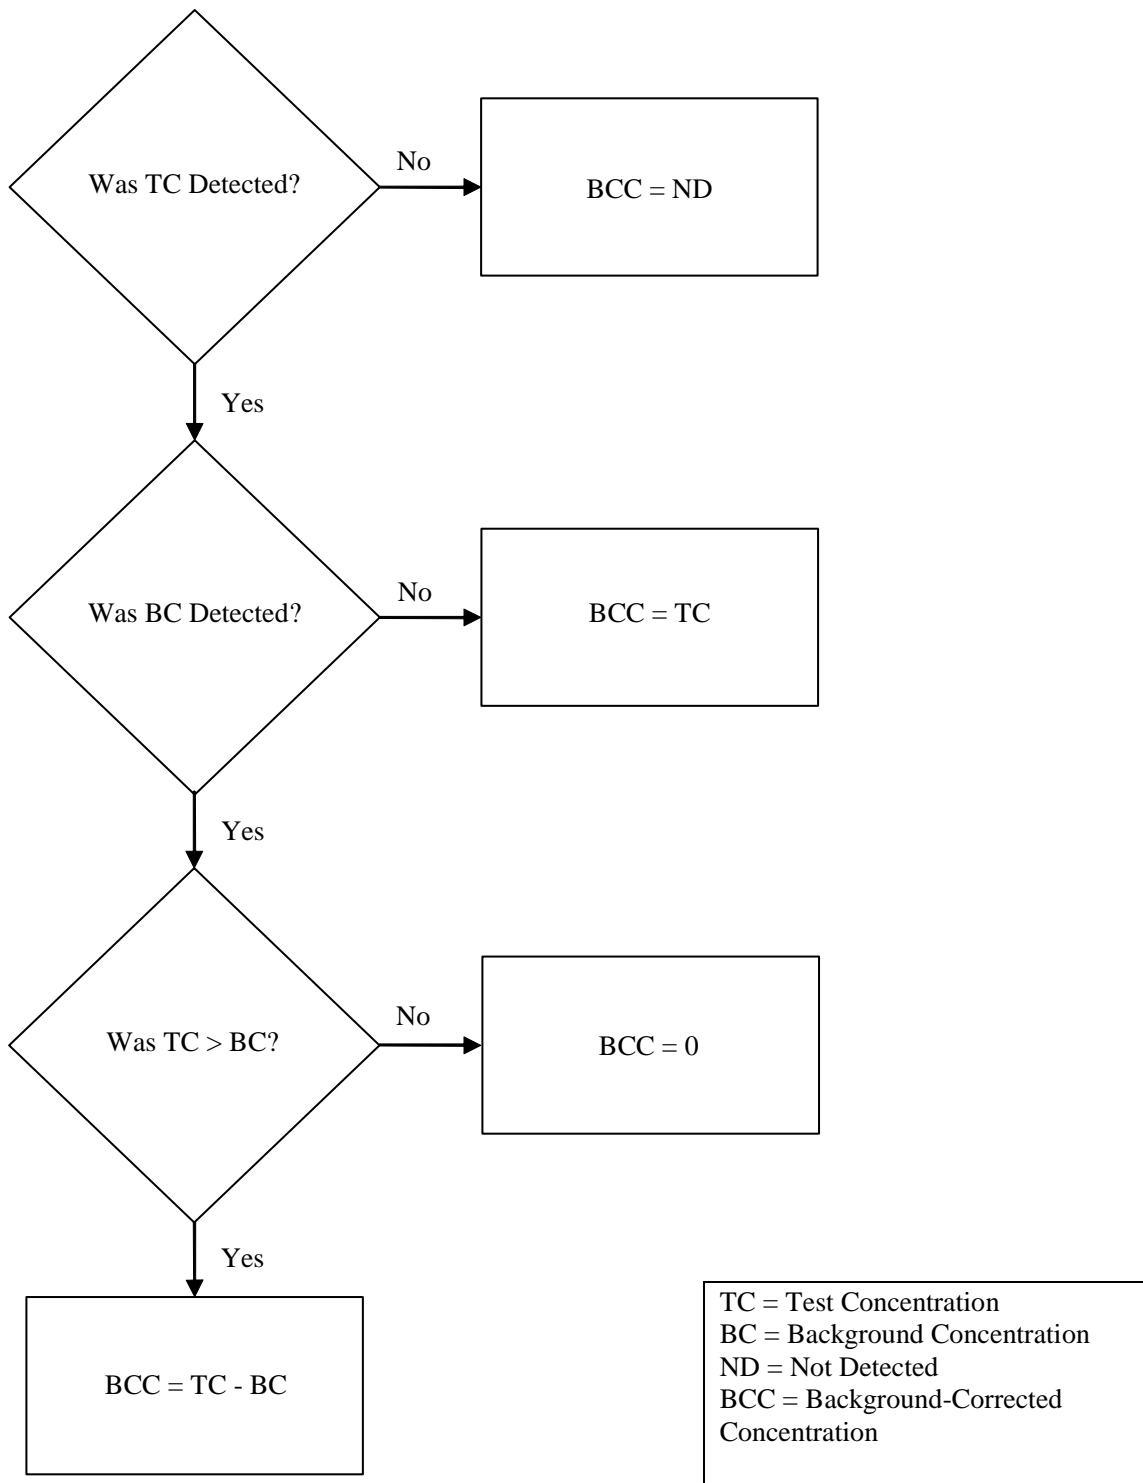 Was TC Detected?
No
BCC = ND
Yes
Was BC Detected?
No
BCC = TC
Yes
Was TC > BC?
No
BCC = 0
Yes
BCC = TC - BC
TC = Test Concentration
BC = Background Concentration
ND = Not Detected
BCC = Background-Corrected
Concentration